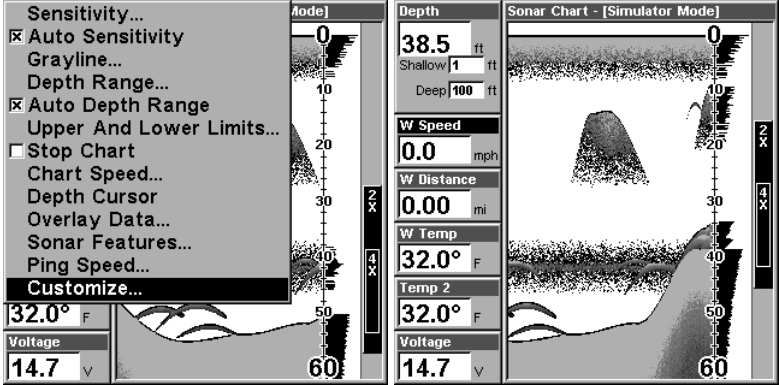 Sensitivity...
Auto Sensitivity
Grayline...
Depth Range...
Auto Depth Range
Upper And Lower Limits...
Stop Chart
Chart Speed...
Depth Cursor
Overlay Data...
Sonar Features...
Ping Speed...
Customize...
Mode]
0
10
20
30
40
50
60
2X
4X
32.0° F
Voltage
14.7 V
Depth
38.5 ft
Shallow 1 ft
Deep 100 ft
W Speed
0.0 mph
W Distance
0.00 mi
W Temp
32.0° F
Temp 2
32.0° F
Voltage
14.7 V
Sonar Chart - [Simulator Mode]
0
10
20
30
40
50
60
2X
4X